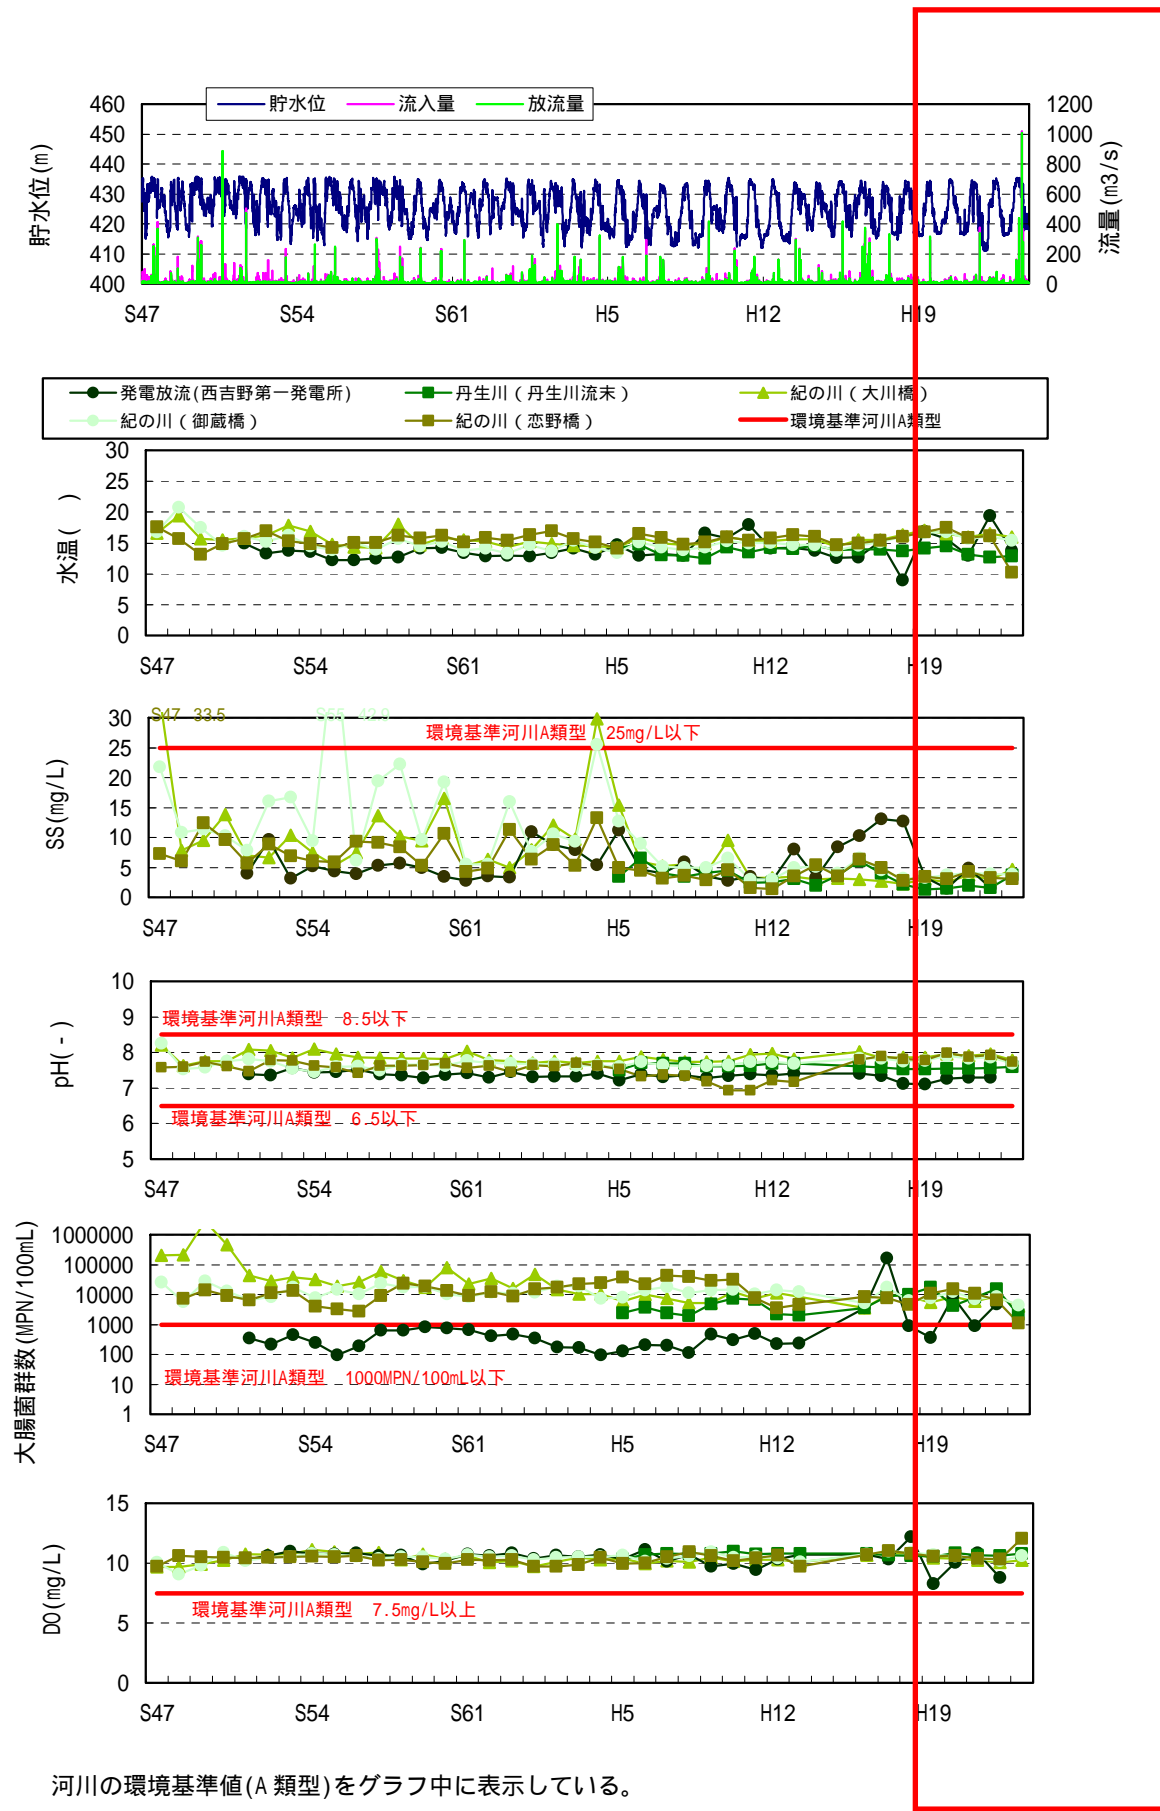 貯水位 流入量 放流量
460 1200
450 1000
440 800
430 600
420 400
410 200
400 0
貯水位(m)
流量(m3/s)
S47 S54 S61 H5 H12 H19
発電放流(西吉野第一発電所) 丹生川(丹生川流末) 紀の川(大川橋)
紀の川(御蔵橋) 紀の川(恋野橋) 環境基準河川A類型
30
25
20
15
10
5
0
水温( )
S47 S54 S61 H5 H12 H19
S47 33.5
環境基準河川A類型 25mg/L以下
30
25
20
15
10
5
0
SS(mg/L)
S47 S54 S61 H5 H12 H19
10
9
8
7
6
5
pH(-)
環境基準河川A類型 8.5以下
環境基準河川A類型 6.5以下
S47 S54 S61 H5 H12 H19
1000000
100000
10000
1000
100
10
1
大腸菌群数(MPN/100mL)
環境基準河川A類型 1000MPN/100mL以下
S47 S54 S61 H5 H12 H19
15
10
5
0
DO(mg/L)
環境基準河川A類型 7.5mg/L以上
S47 S54 S61 H5 H12 H19
河川の環境基準値(A類型)をグラフ中に表示している。